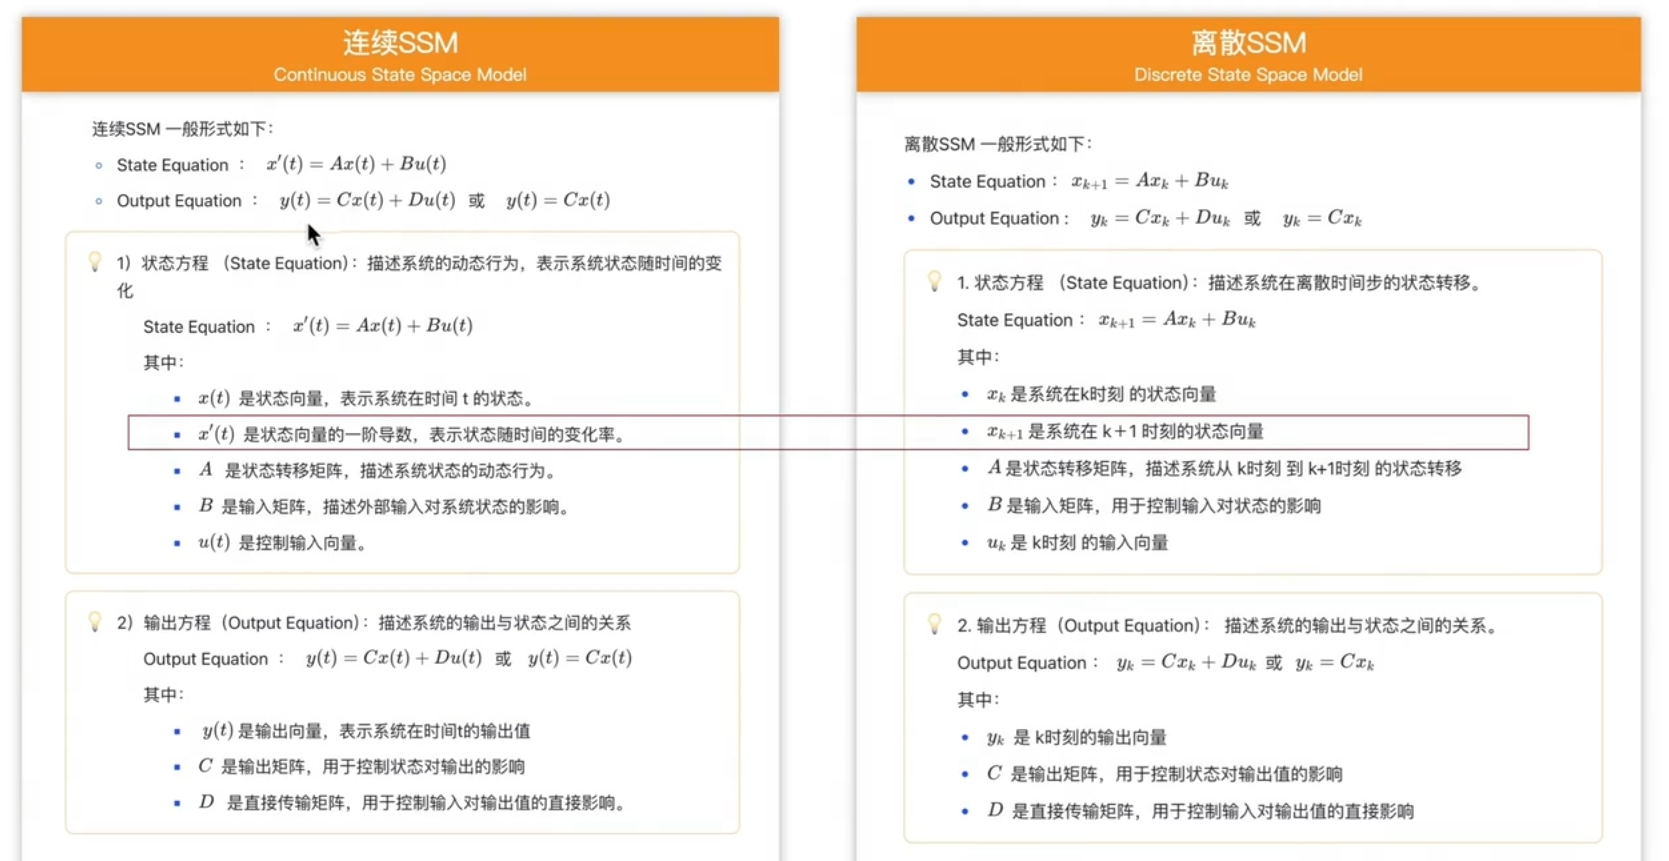 连续SSM
Continuous State Space Model
连续SSM 一般形式如下：
State Equation ： x′(t) = Ax(t) + Bu(t)
Output Equation ： y(t) = Cx(t) + Du(t) 或 y(t) = Cx(t)
1）状态方程 （State Equation）：描述系统的动态行为，表示系统状态随时间的变
化
State Equation ： x′(t) = Ax(t) + Bu(t)
其中：
x(t) 是状态向量，表示系统在时间 t 的状态。
x′(t) 是状态向量的一阶导数，表示状态随时间的变化率。
A 是状态转移矩阵，描述系统状态的动态行为。
B 是输入矩阵，描述外部输入对系统状态的影响。
u(t) 是控制输入向量。
2）输出方程（Output Equation）：描述系统的输出与状态之间的关系
Output Equation ： y(t) = Cx(t) + Du(t) 或 y(t) = Cx(t)
其中：
y(t) 是输出向量，表示系统在时间t的输出值
C 是输出矩阵，用于控制状态对输出的影响
D 是直接传输矩阵，用于控制输入对输出值的直接影响。
离散SSM
Discrete State Space Model
离散SSM 一般形式如下：
State Equation： xₖ₊₁ = Axₖ + Buₖ
Output Equation： yₖ = Cxₖ + Duₖ 或 yₖ = Cxₖ
1. 状态方程 （State Equation）：描述系统在离散时间步的状态转移。
State Equation： xₖ₊₁ = Axₖ + Buₖ
其中：
xₖ 是系统在k时刻 的状态向量
xₖ₊₁ 是系统在 k＋1 时刻的状态向量
A 是状态转移矩阵，描述系统从 k时刻 到 k+1时刻 的状态转移
B 是输入矩阵，用于控制输入对状态的影响
uₖ 是 k时刻 的输入向量
2. 输出方程（Output Equation）： 描述系统的输出与状态之间的关系。
Output Equation： yₖ = Cxₖ + Duₖ 或 yₖ = Cxₖ
其中：
yₖ 是 k时刻的输出向量
C 是输出矩阵，用于控制状态对输出值的影响
D 是直接传输矩阵，用于控制输入对输出值的直接影响